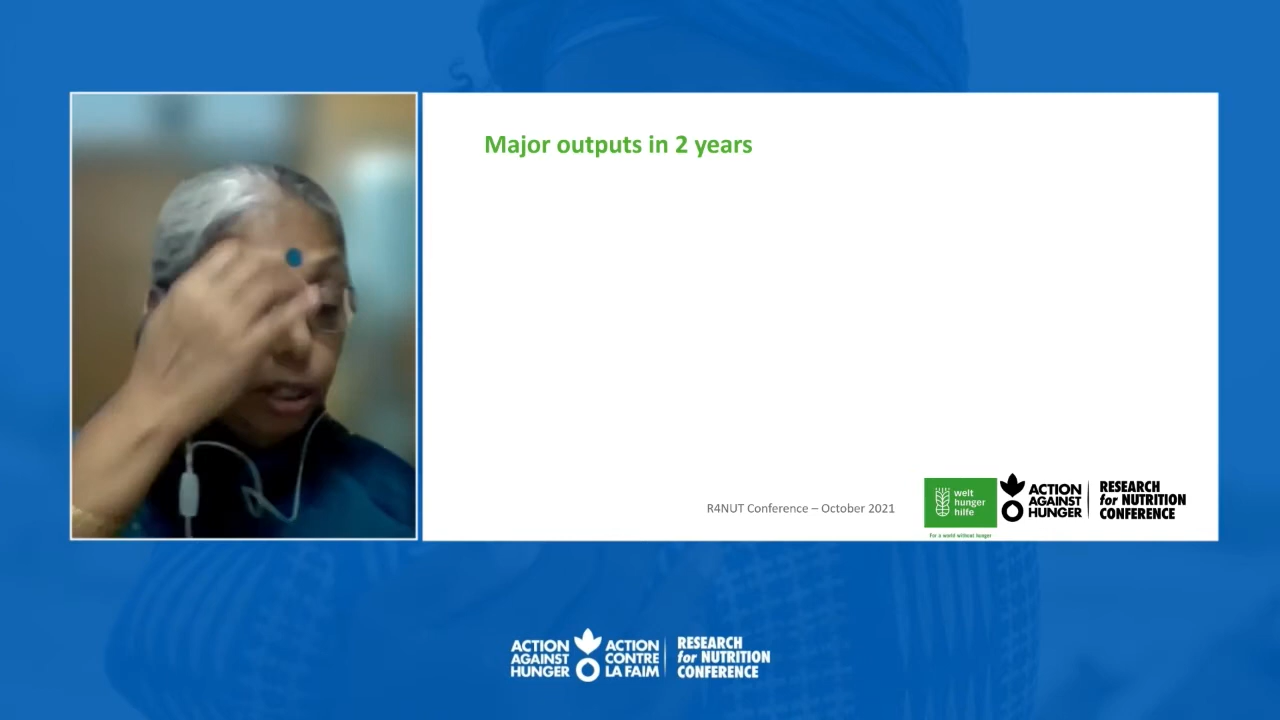 Major outputs in 2 years
R4NUT Conference – October 2021
welt
hunger
hilfe
For a world without hunger
ACTION
AGAINST
HUNGER
RESEARCH
for NUTRITION
CONFERENCE
ACTION
AGAINST
HUNGER
ACTION
CONTRE
LA FAIM
RESEARCH
for NUTRITION
CONFERENCE